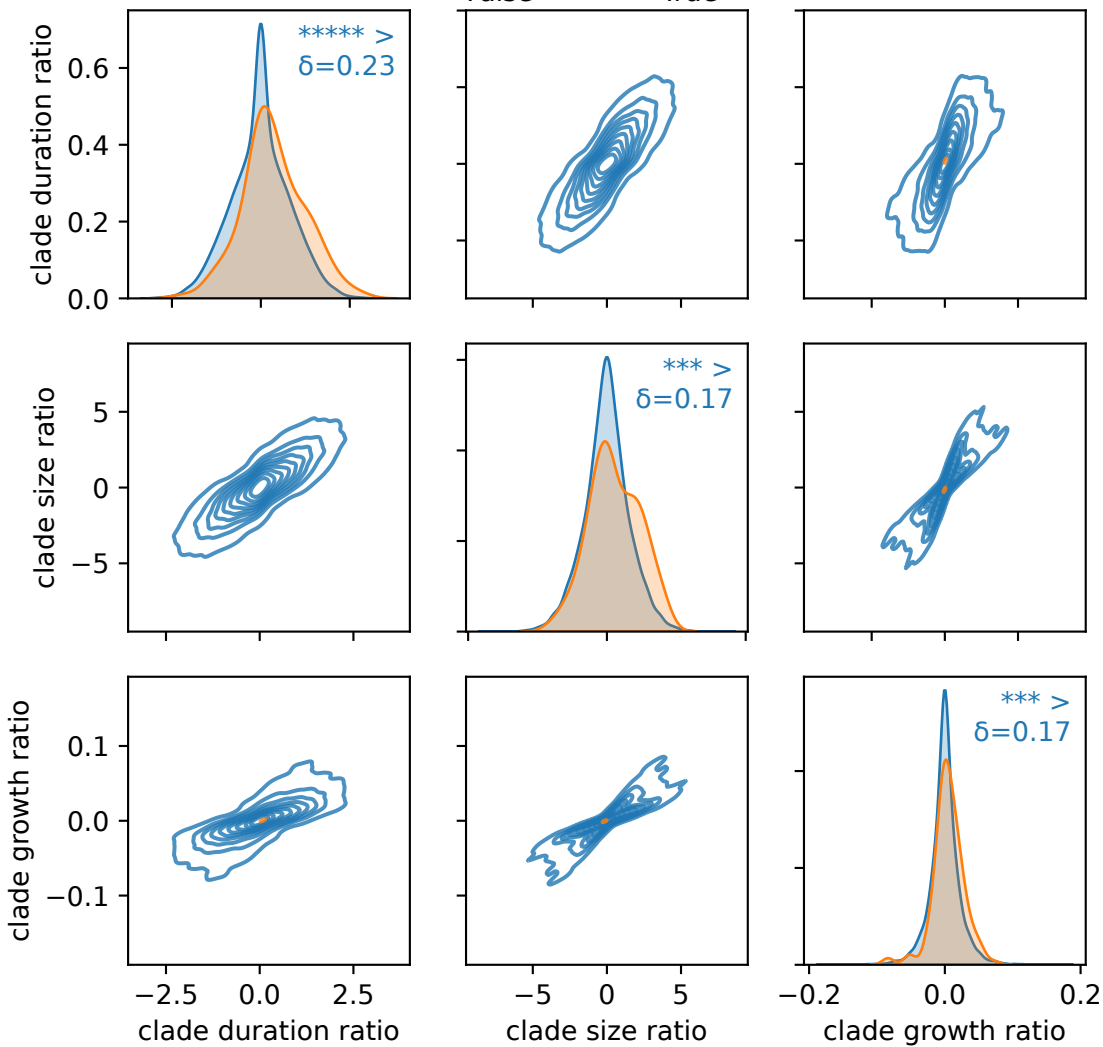 ***** >
δ=0.23
clade duration ratio
0.6
0.4
0.2
0.0
*** >
δ=0.17
clade size ratio
5
0
−5
*** >
δ=0.17
clade growth ratio
0.1
0.0
−0.1
−2.5 0.0 2.5
−5 0 5
−0.2 0.0 0.2
clade duration ratio
clade size ratio
clade growth ratio